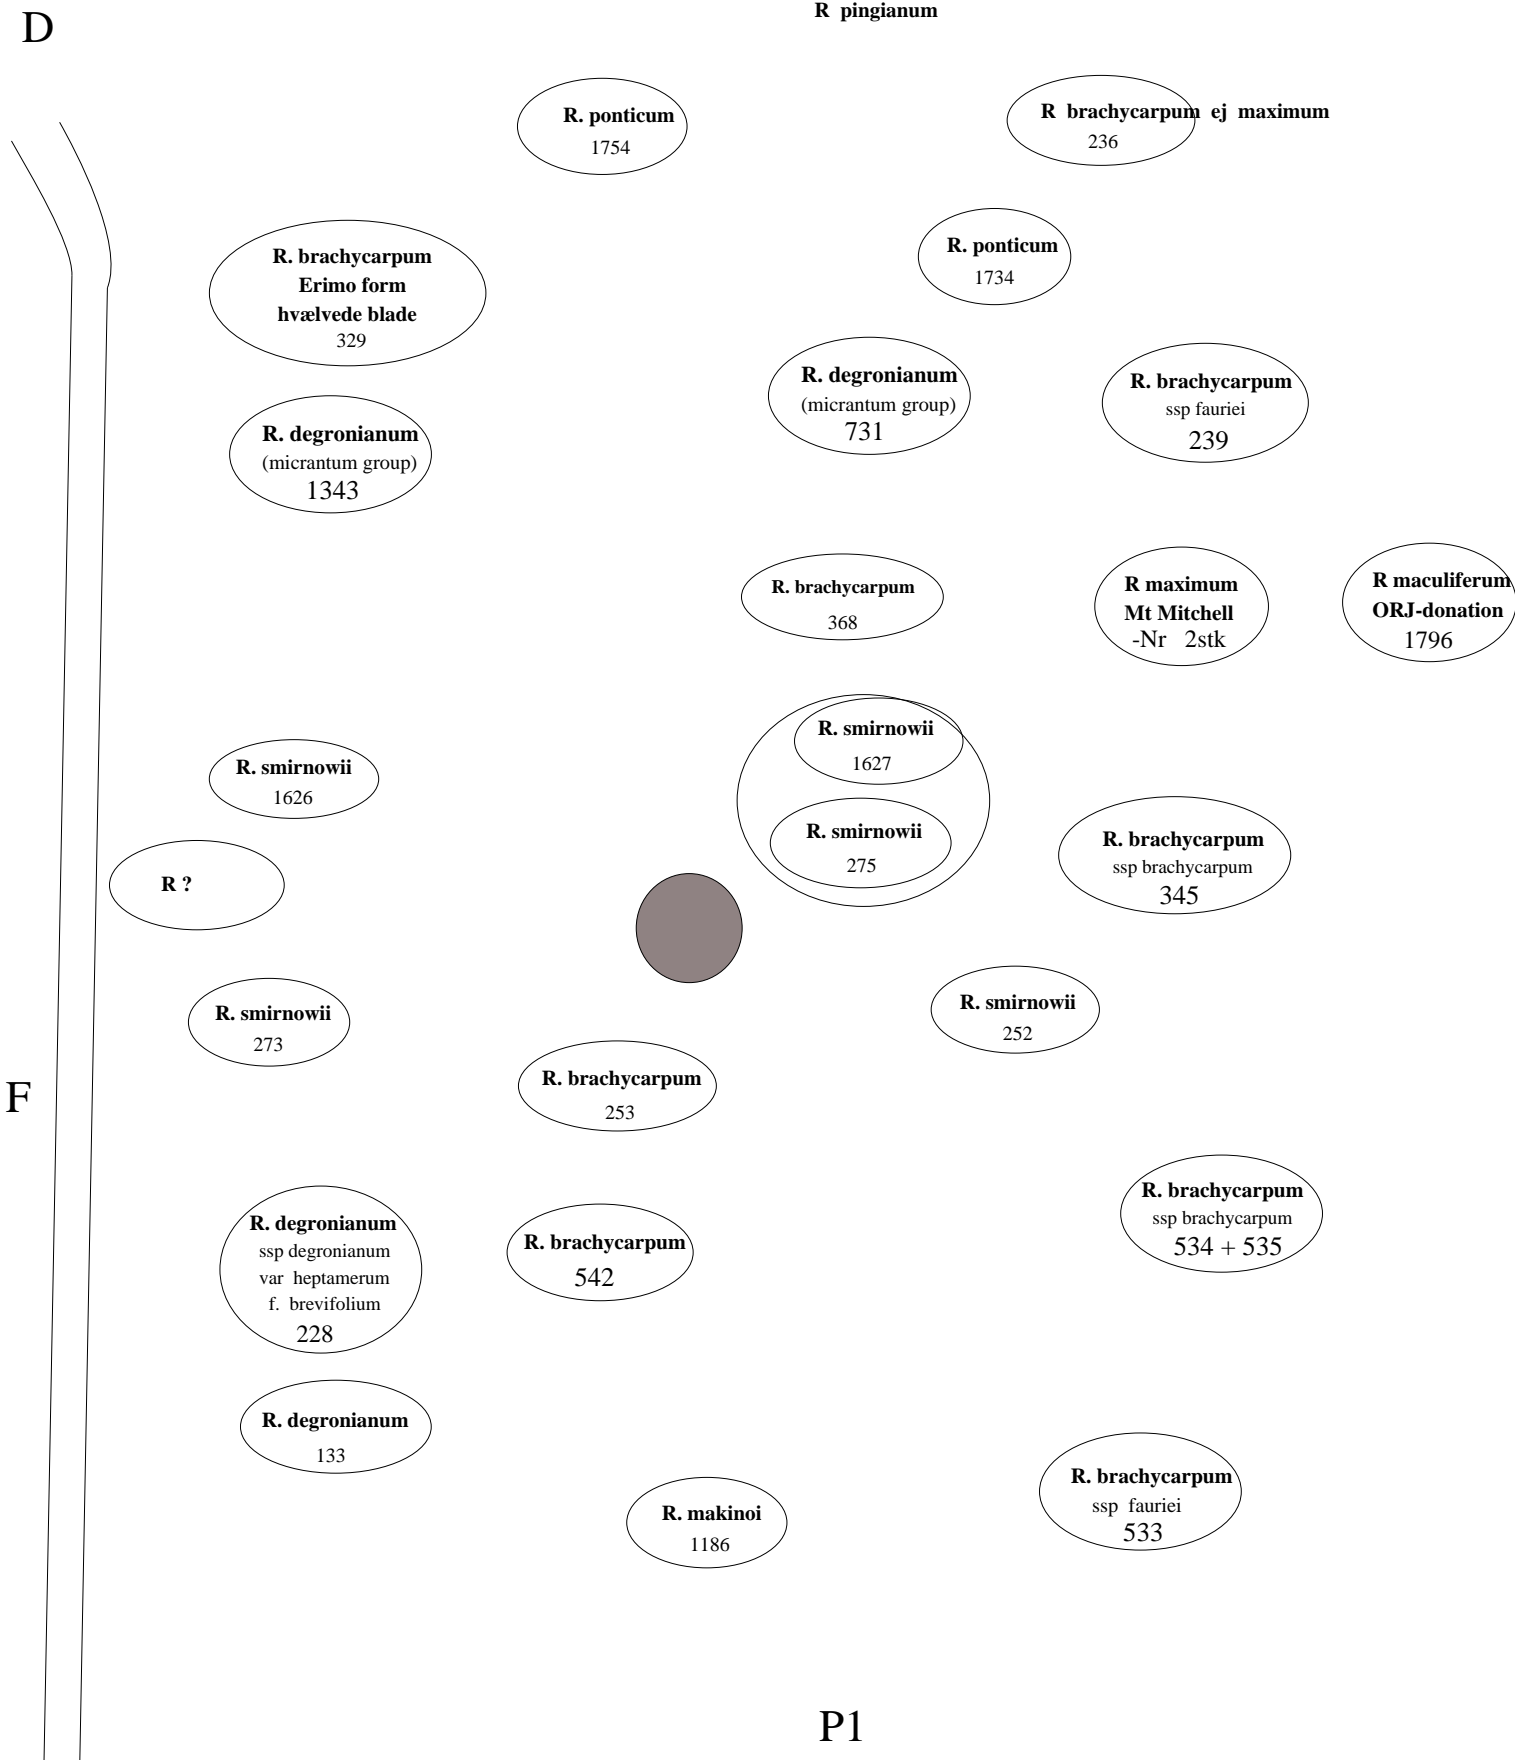 R pingianum
D
R. ponticum
1754
R brachycarpum ej maximum
236
R. brachycarpum
Erimo form
hvælvede blade
329
R. ponticum
1734
R. degronianum
(micrantum group)
731
R. brachycarpum
ssp fauriei
239
R. degronianum
(micrantum group)
1343
R. brachycarpum
368
R maximum
Mt Mitchell
-Nr 2stk
R maculiferum
ORJ-donation
1796
R. smirnowii
1627
R. smirnowii
1626
R. smirnowii
275
R. brachycarpum
ssp brachycarpum
345
R ?
R. smirnowii
273
R. smirnowii
252
F
R. brachycarpum
253
R. degronianum
ssp degronianum
var heptamerum
f. brevifolium
228
R. brachycarpum
542
R. brachycarpum
ssp brachycarpum
534 + 535
R. degronianum
133
R. makinoi
1186
R. brachycarpum
ssp fauriei
533
P1